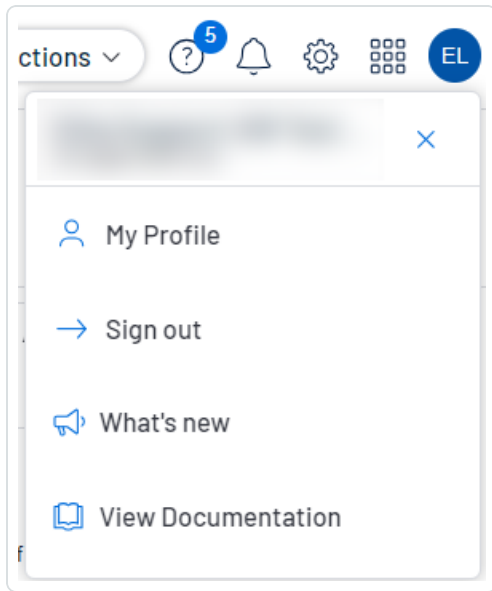 ctions
5
EL
My Profile
Sign out
What's new
View Documentation
f